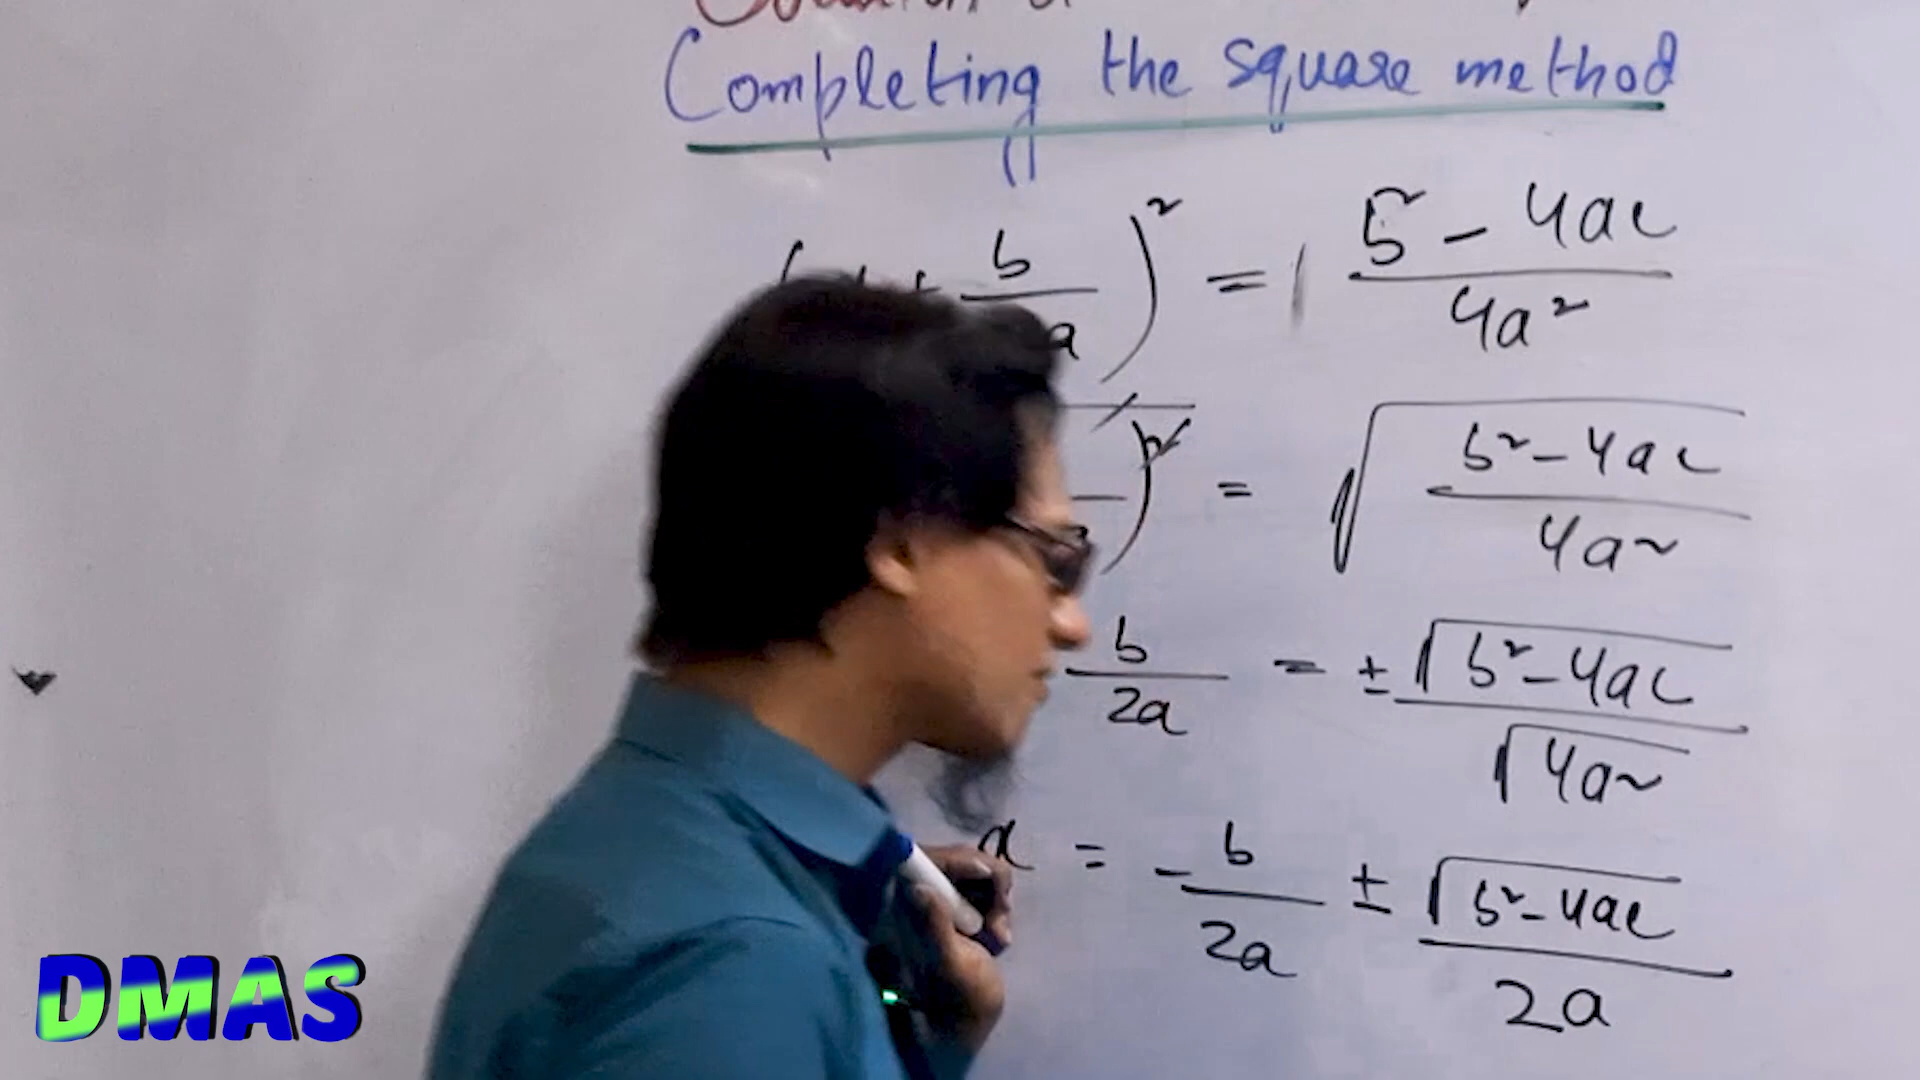 Completing the square method
b/a)² = b² - 4ac/4a²
)² = √(b² - 4ac/4a²)
b/2a = ± √(b² - 4ac)/√(4a²)
x = - b/2a ± √(b² - 4ac)/2a
DMAS